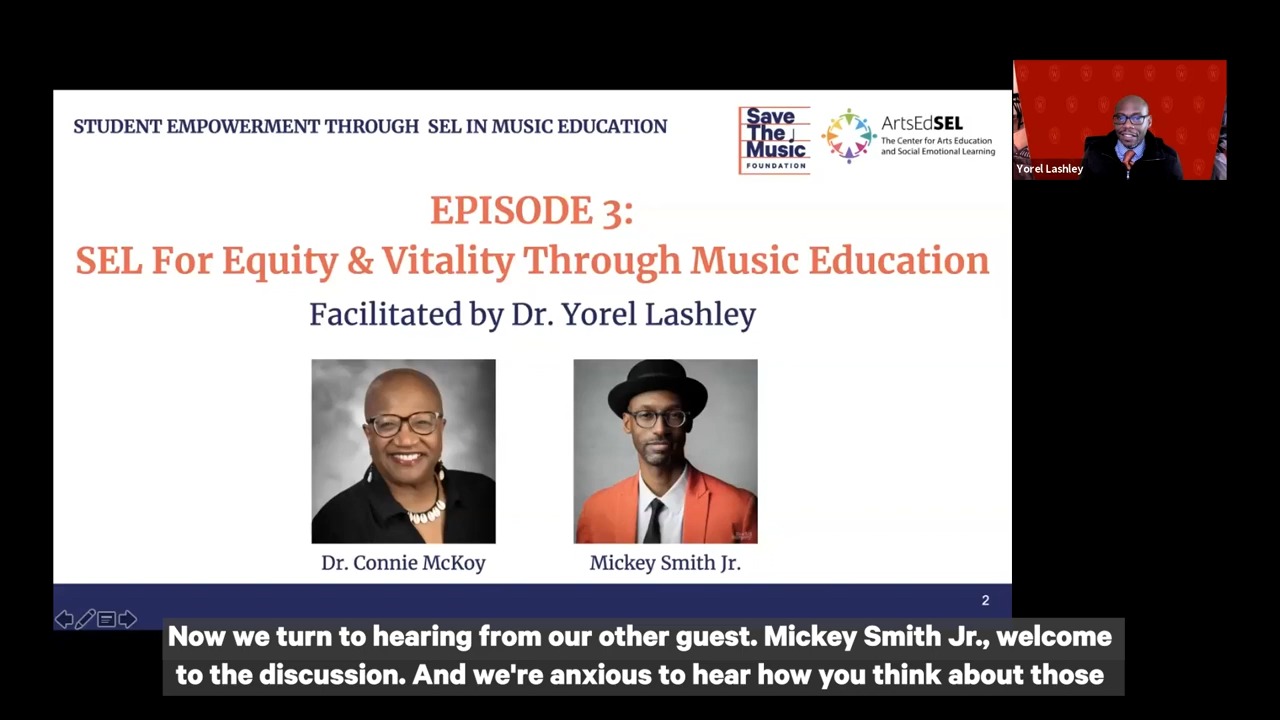 STUDENT EMPOWERMENT THROUGH SEL IN MUSIC EDUCATION
Save
The
Music
FOUNDATION
ArtsEdSEL
The Center for Arts Education
and Social Emotional Learning
Yorel Lashley
EPISODE 3:
SEL For Equity & Vitality Through Music Education
Facilitated by Dr. Yorel Lashley
Dr. Connie McKoy
Mickey Smith Jr.
2
Now we turn to hearing from our other guest. Mickey Smith Jr., welcome
to the discussion. And we're anxious to hear how you think about those